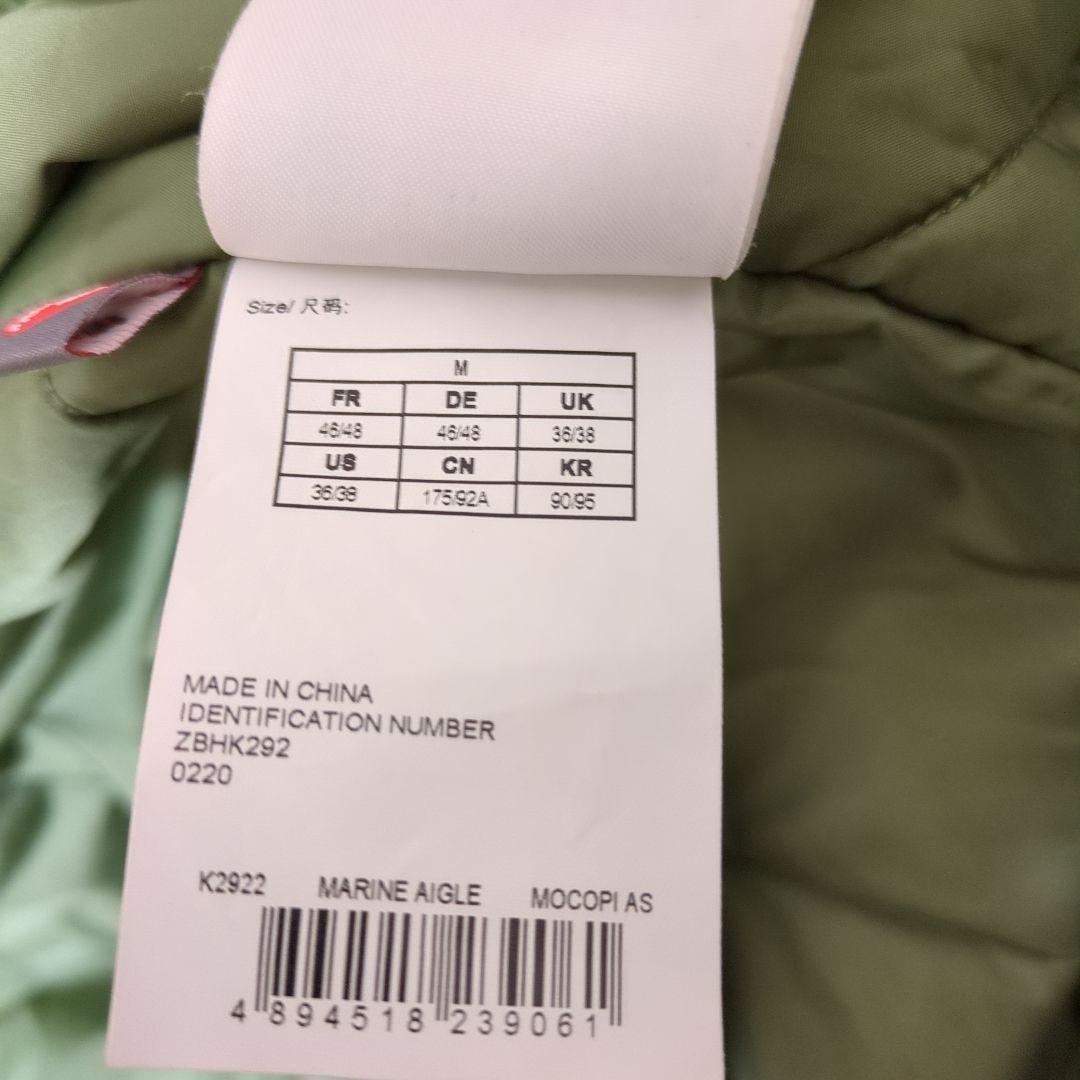 Size/ 尺码:
M
FR DE UK
46/48 46/48 36/38
US CN KR
36/38 175/92A 90/95
MADE IN CHINA
IDENTIFICATION NUMBER
ZBHK292
0220
K2922 MARINE AIGLE MOCOPI AS
4 894518 239061